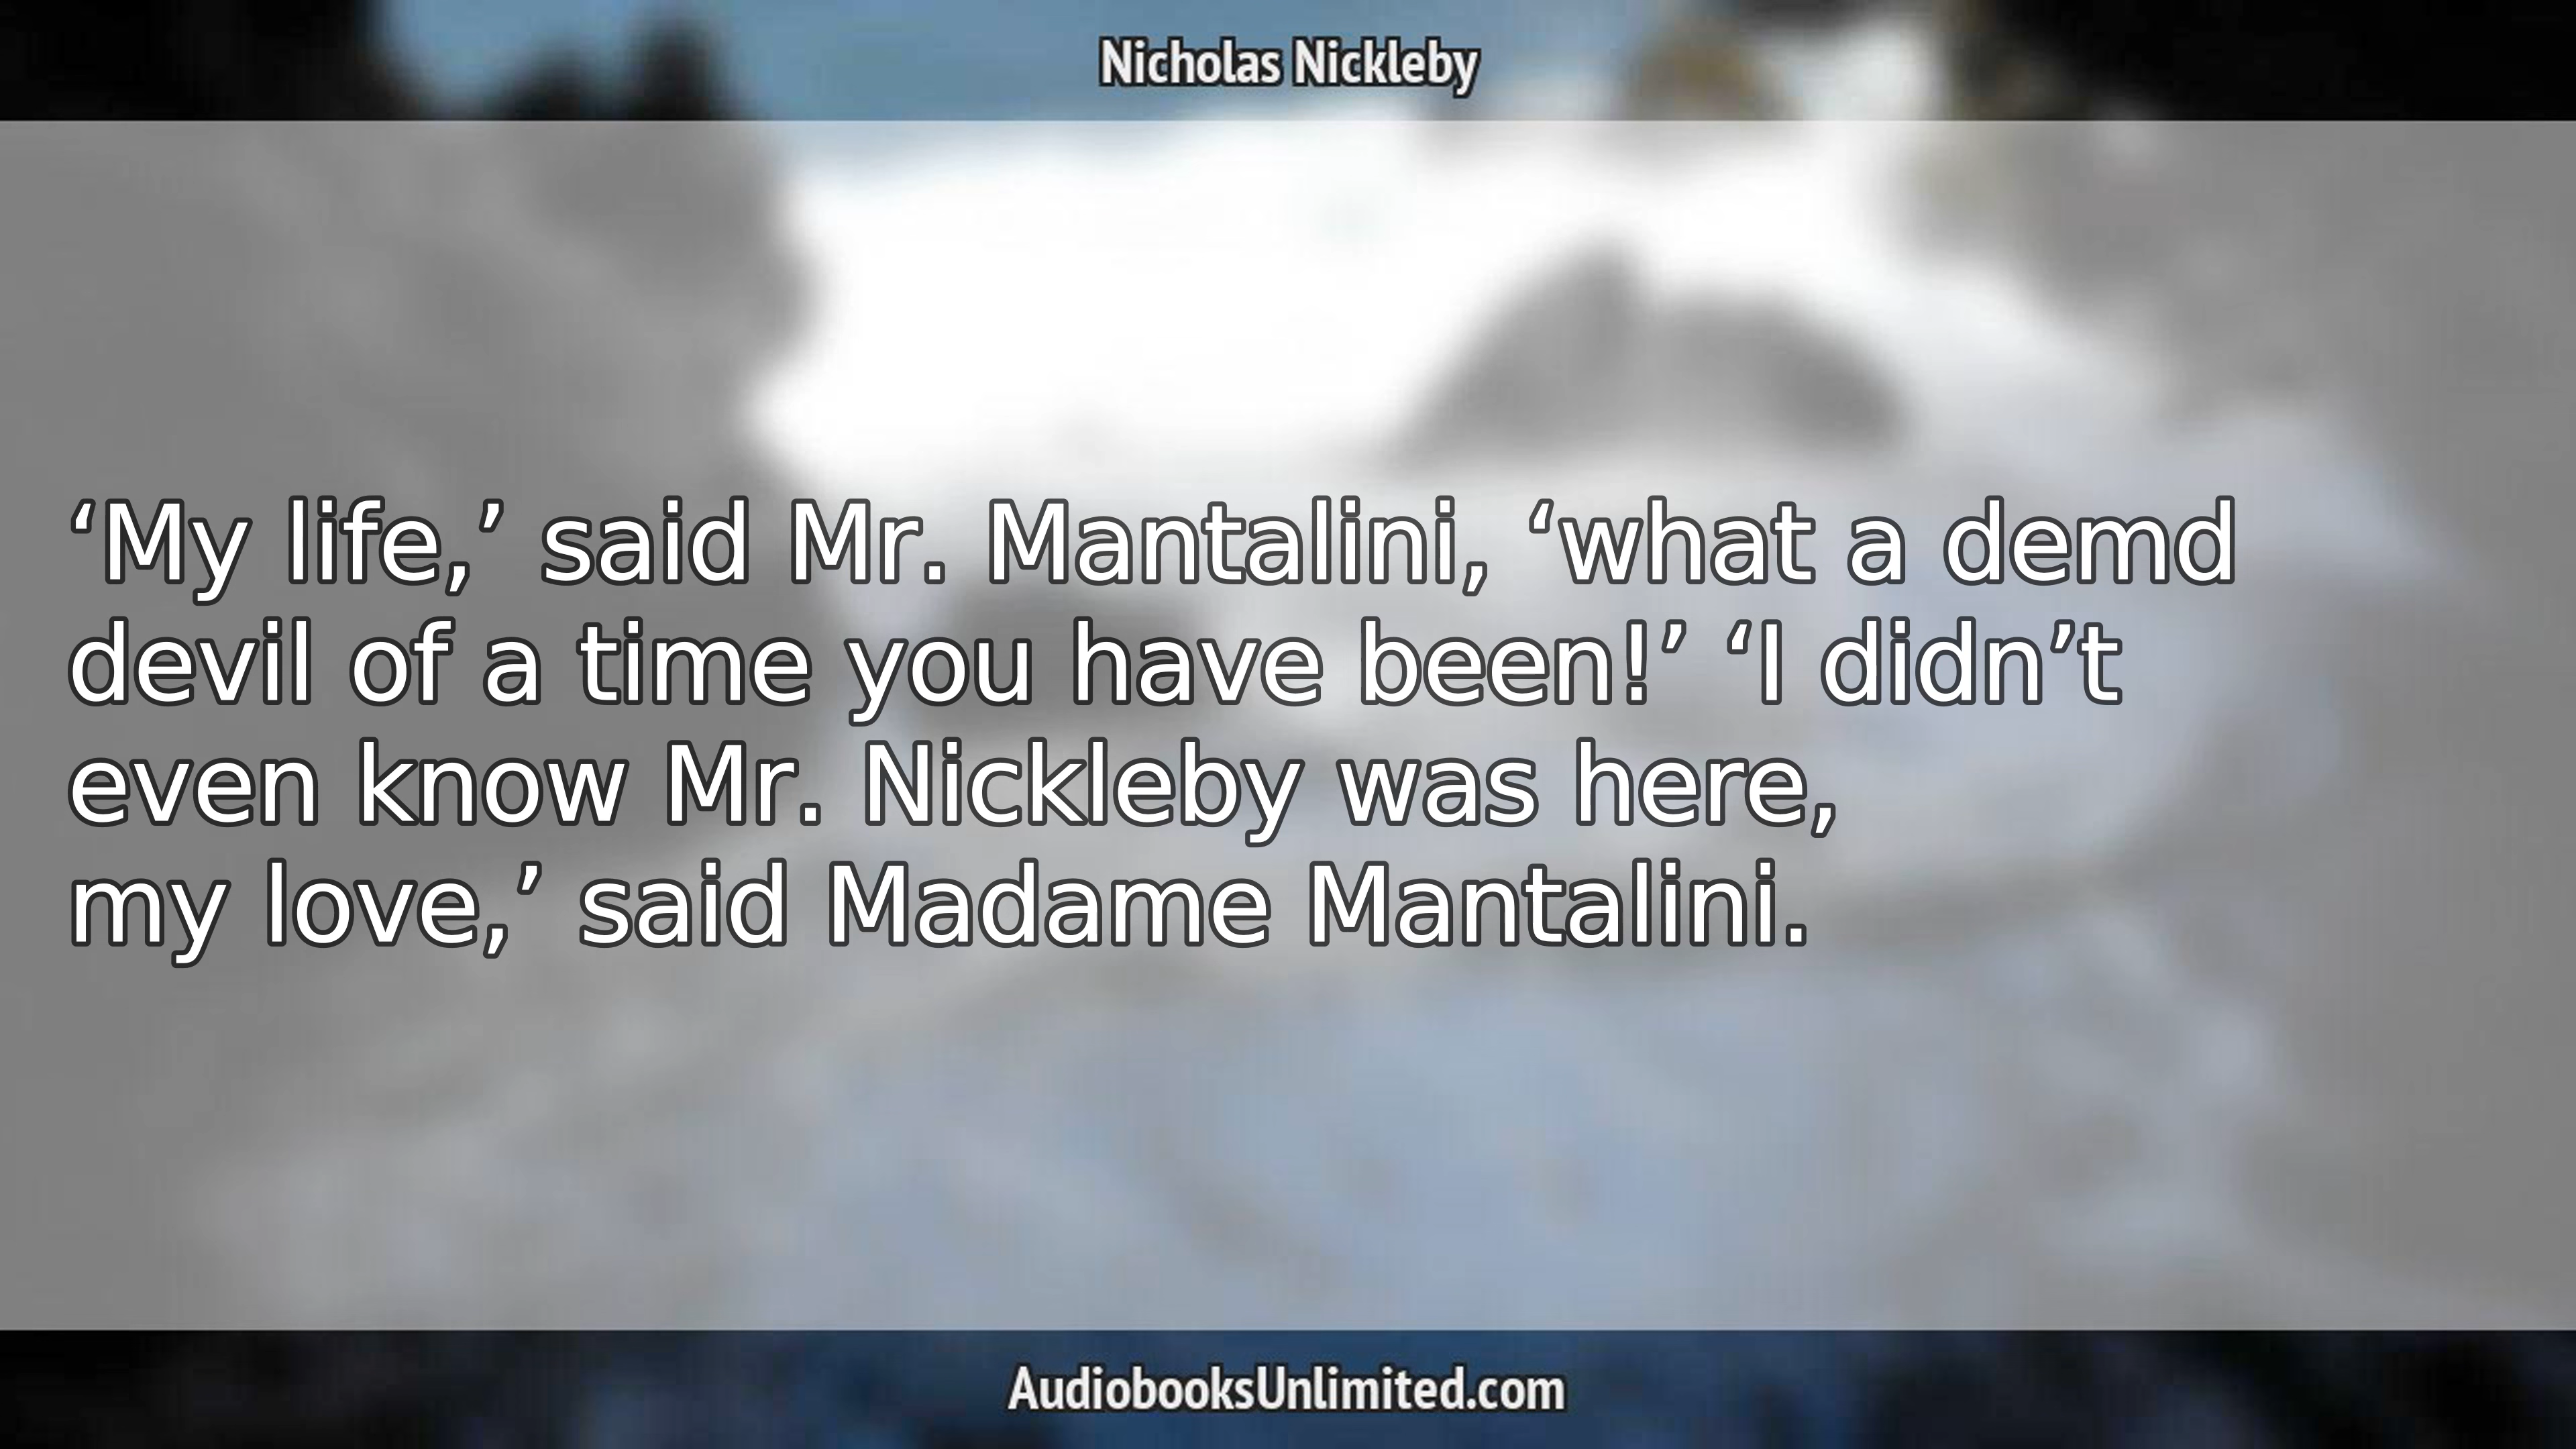 Nicholas Nickleby
‘My life,’ said Mr. Mantalini, ‘what a demd
devil of a time you have been!’ ‘I didn’t
even know Mr. Nickleby was here,
my love,’ said Madame Mantalini.
AudiobooksUnlimited.com